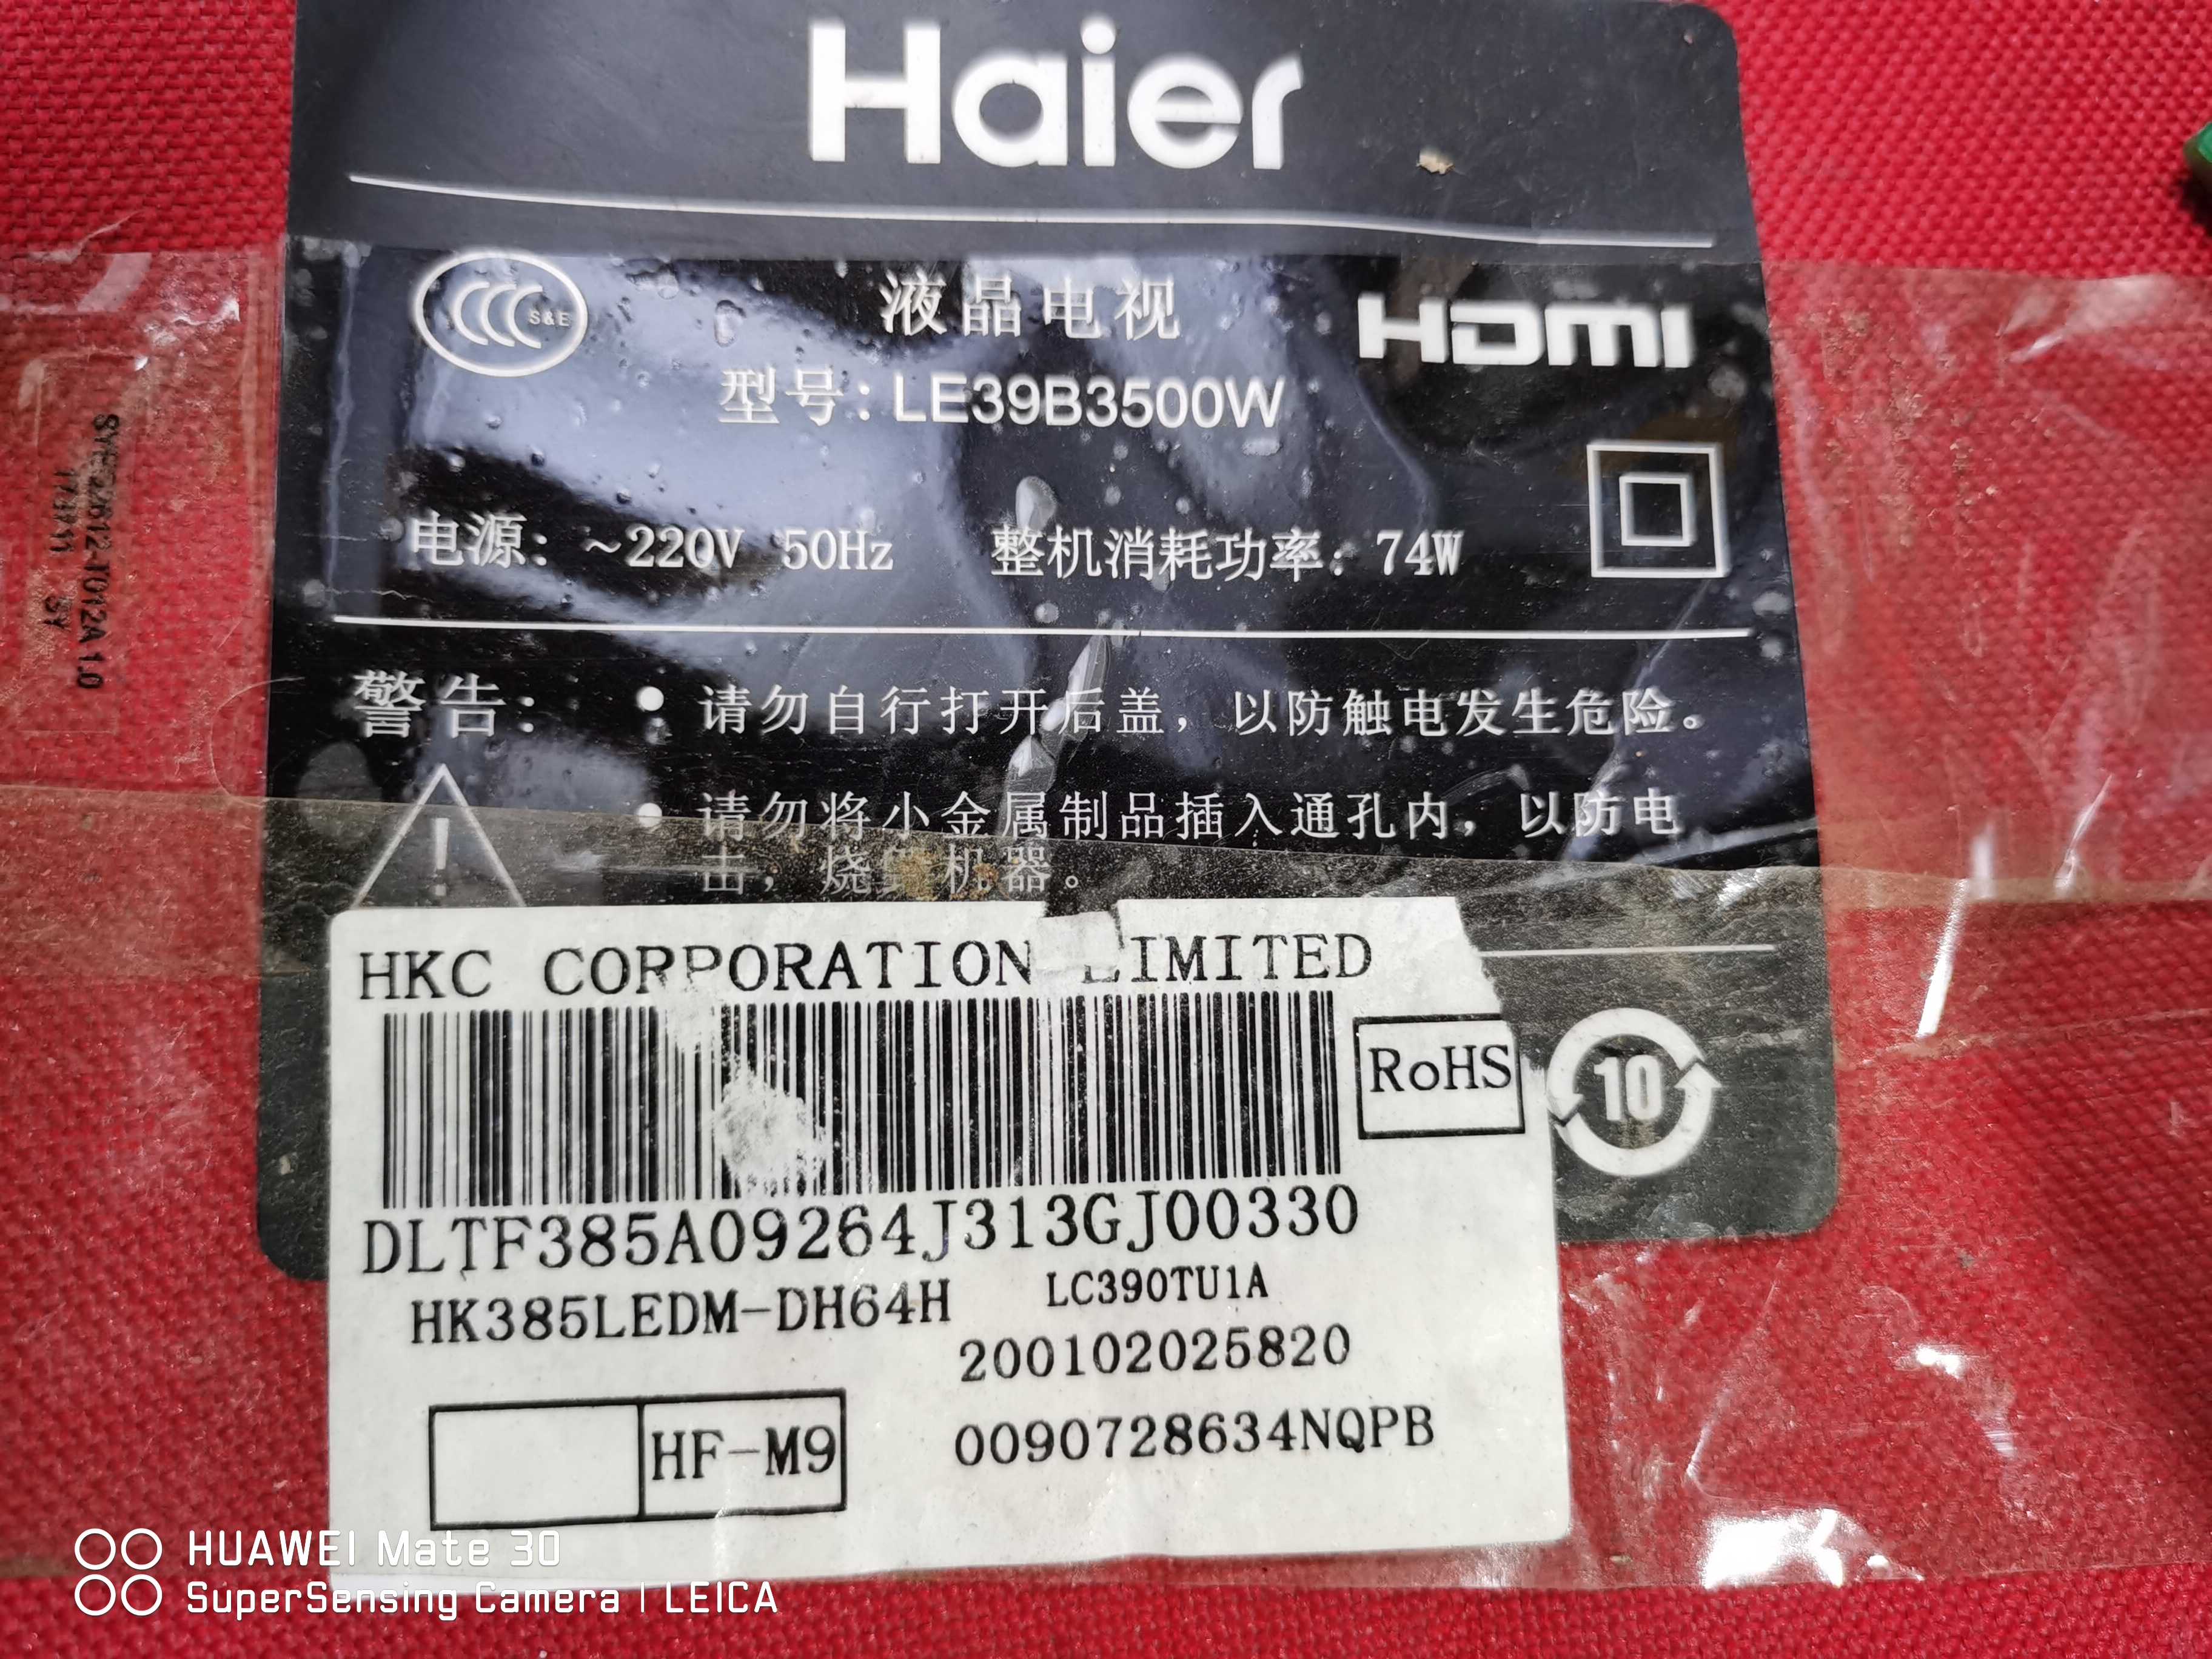 Haier
CCC S&E
液晶电视
HDMI
型号: LE39B3500W
电源: ~220V 50Hz 整机消耗功率: 74W
警告: • 请勿自行打开后盖，以防触电发生危险。
• 请勿将小金属制品插入通孔内，以防电
击，烧 机器。
!
HKC CORPORATION LIMITED
RoHS
10
DLTF385A09264J313GJ00330
HK385LEDM-DH64H LC390TU1A
200102025820
HF-M9 0090728634NQPB
HUAWEI Mate 30
SuperSensing Camera | LEICA